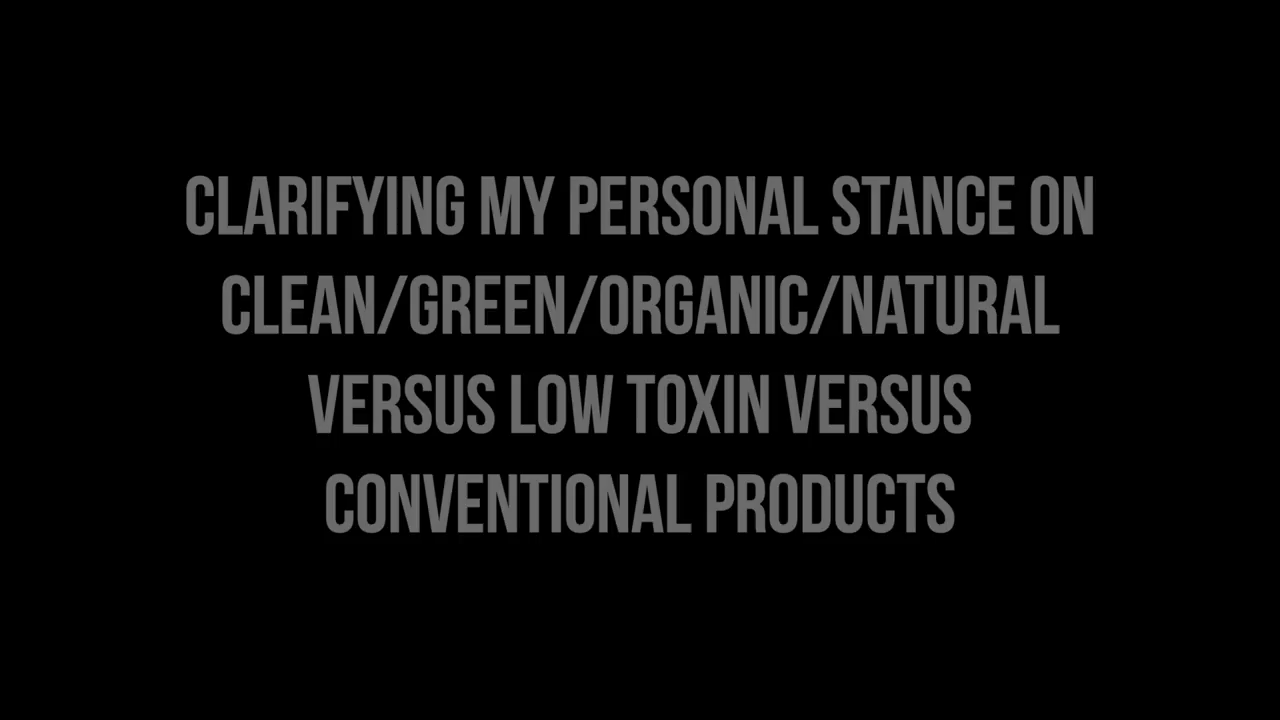 CLARIFYING MY PERSONAL STANCE ON
CLEAN/GREEN/ORGANIC/NATURAL
VERSUS LOW TOXIN VERSUS
CONVENTIONAL PRODUCTS